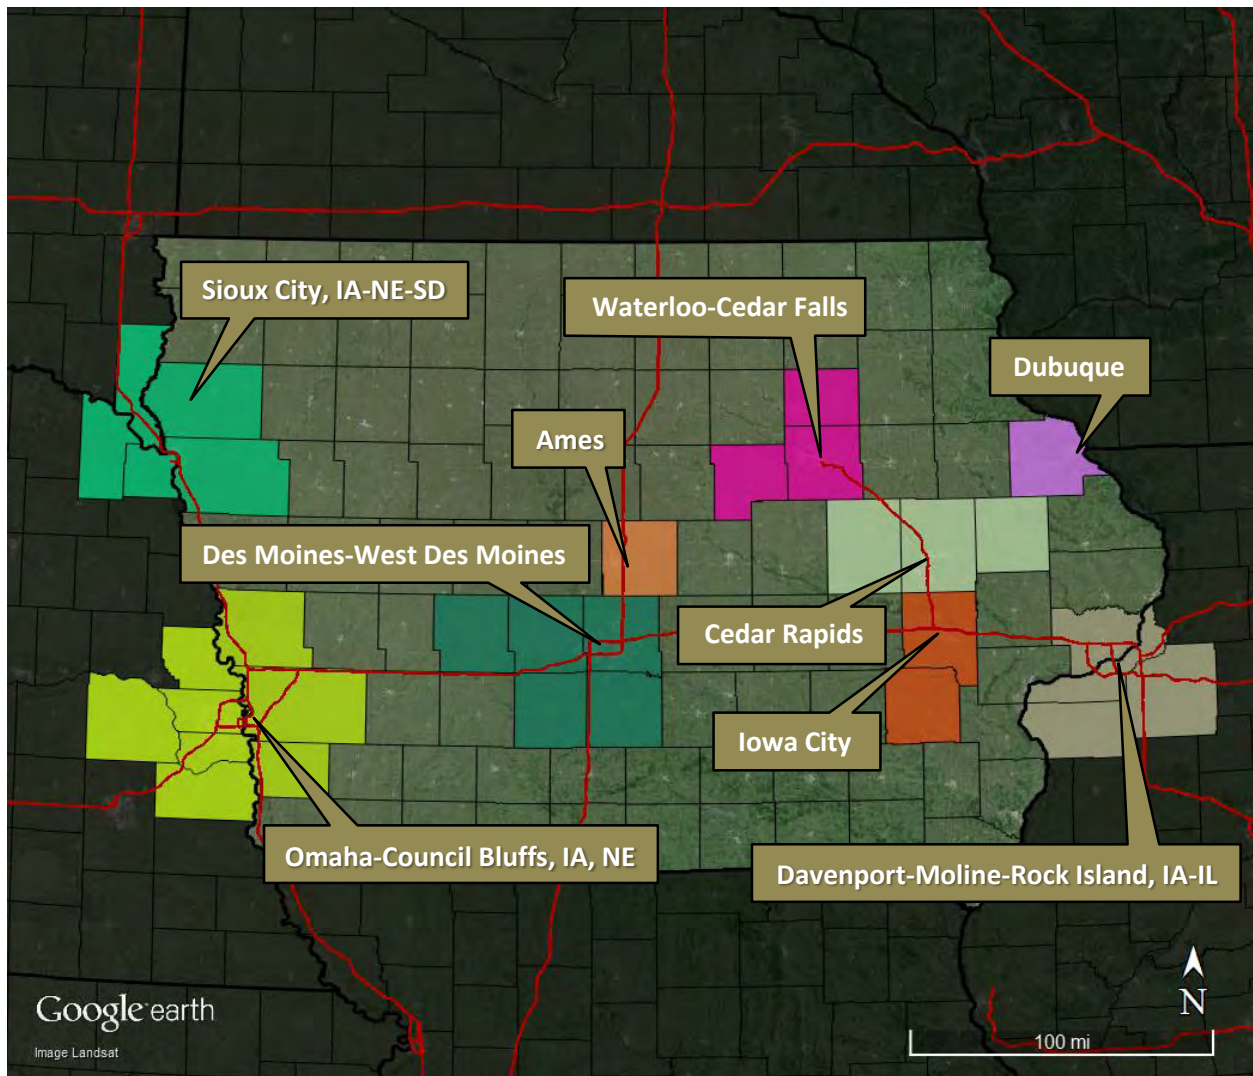 Sioux City, IA-NE-SD
Waterloo-Cedar Falls
Dubuque
Ames
Des Moines-West Des Moines
Cedar Rapids
Iowa City
Omaha-Council Bluffs, IA, NE
Davenport-Moline-Rock Island, IA-IL
N
Google earth
100 mi
Image Landsat